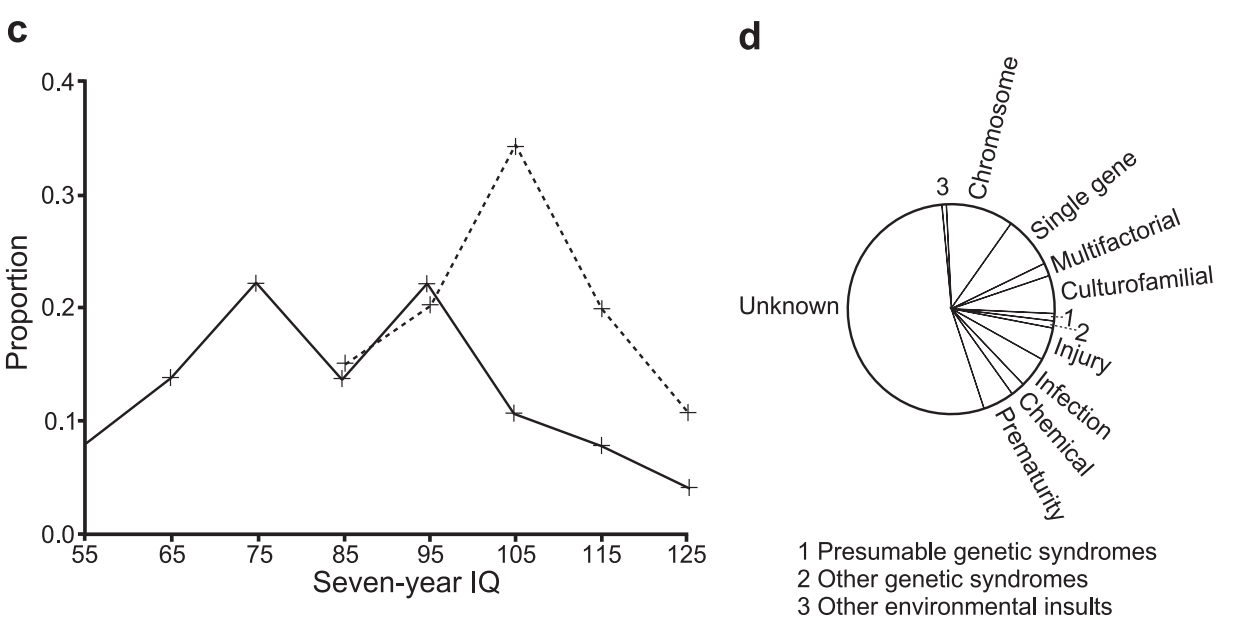 c
0.4
0.3
0.2
0.1
0.0
Proportion
55 65 75 85 95 105 115 125
Seven-year IQ
d
3
Chromosome
Single gene
Multifactorial
Culturofamilial
1
2
Injury
Infection
Chemical
Prematurity
Unknown
1 Presumable genetic syndromes
2 Other genetic syndromes
3 Other environmental insults